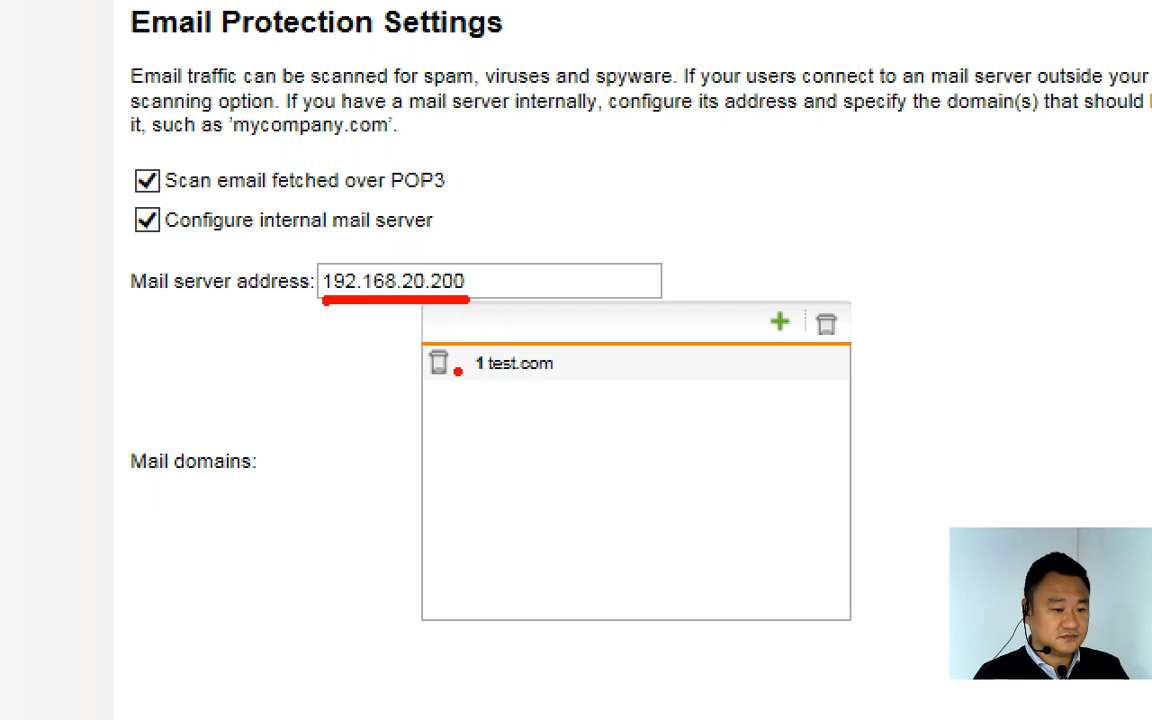 Email Protection Settings
Email traffic can be scanned for spam, viruses and spyware. If your users connect to an mail server outside your
scanning option. If you have a mail server internally, configure its address and specify the domain(s) that should
it, such as 'mycompany.com'.
Scan email fetched over POP3
Configure internal mail server
Mail server address: 192.168.20.200
1 test.com
Mail domains: